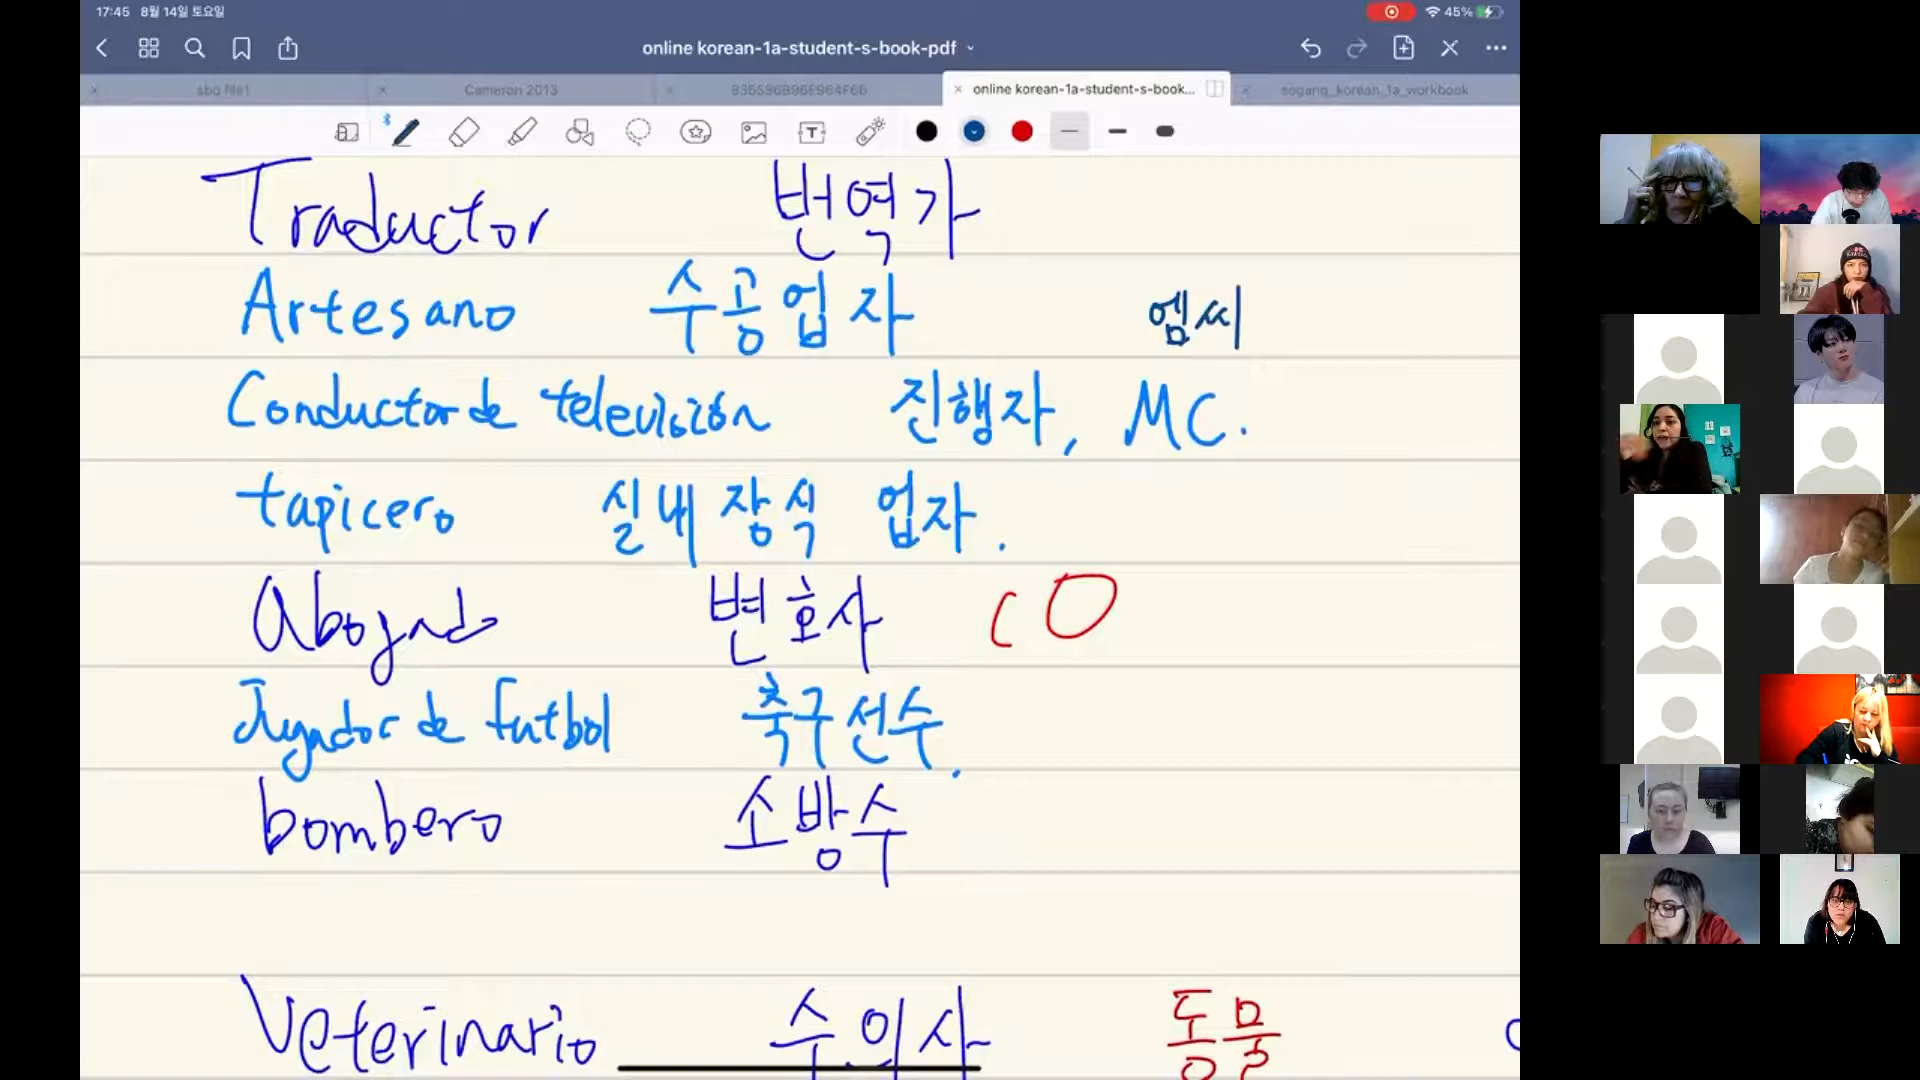 17:45 8월 14일 토요일 45%
online korean-1a-student-s-book-pdf
sbq file1 Cameron 2013 online korean-1a-student-s-book... sogang_korean_1a_workbook
Traductor 번역가
Artesano 수공업자 엠씨
Conductor de televisión 진행자, MC.
tapicero 실내장식 업자.
Abogado 변호사 (O
Jugador de futbol 축구선수.
bombero 소방수
Veterinario 수의사 동물